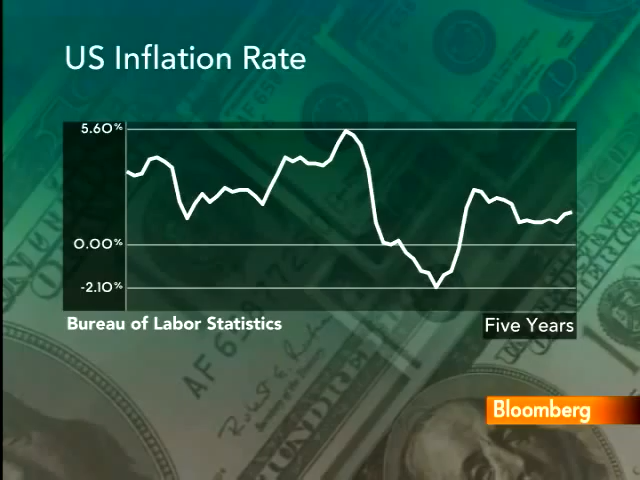 US Inflation Rate
5.60%
0.00%
-2.10%
Bureau of Labor Statistics
Five Years
Bloomberg